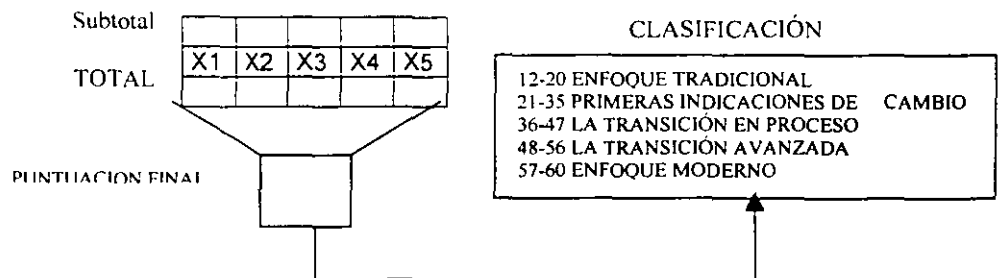 Subtotal
X1 X2 X3 X4 X5
TOTAL
PUNTUACION FINAL
CLASIFICACIÓN
12-20 ENFOQUE TRADICIONAL
21-35 PRIMERAS INDICACIONES DE CAMBIO
36-47 LA TRANSICIÓN EN PROCESO
48-56 LA TRANSICIÓN AVANZADA
57-60 ENFOQUE MODERNO